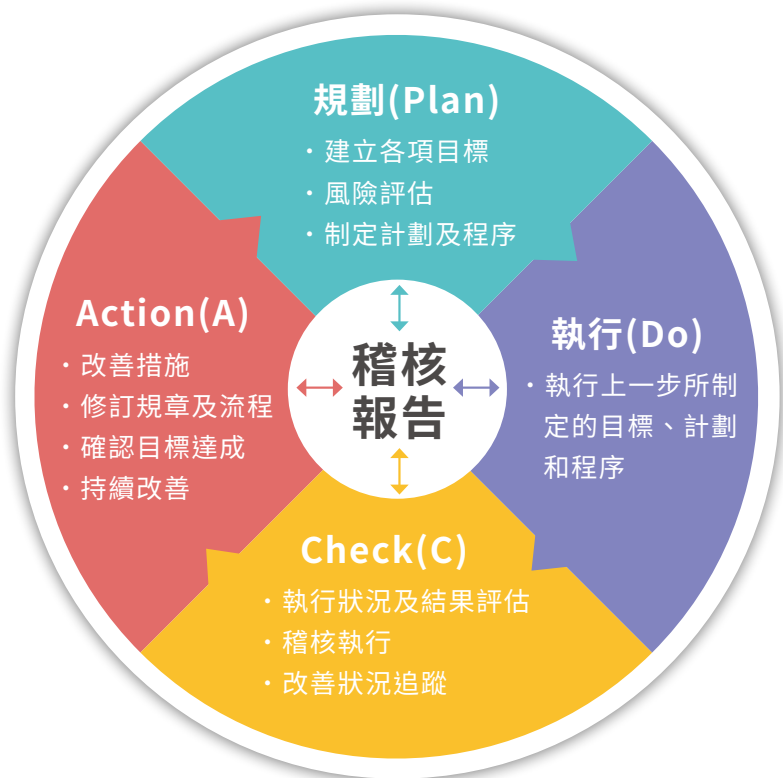 規劃(Plan)
・建立各項目標
・風險評估
・制定計劃及程序
執行(Do)
・執行上一步所制
定的目標、計劃
和程序
Check(C)
・執行狀況及結果評估
・稽核執行
・改善狀況追蹤
Action(A)
・改善措施
・修訂規章及流程
・確認目標達成
・持續改善
稽核
報告